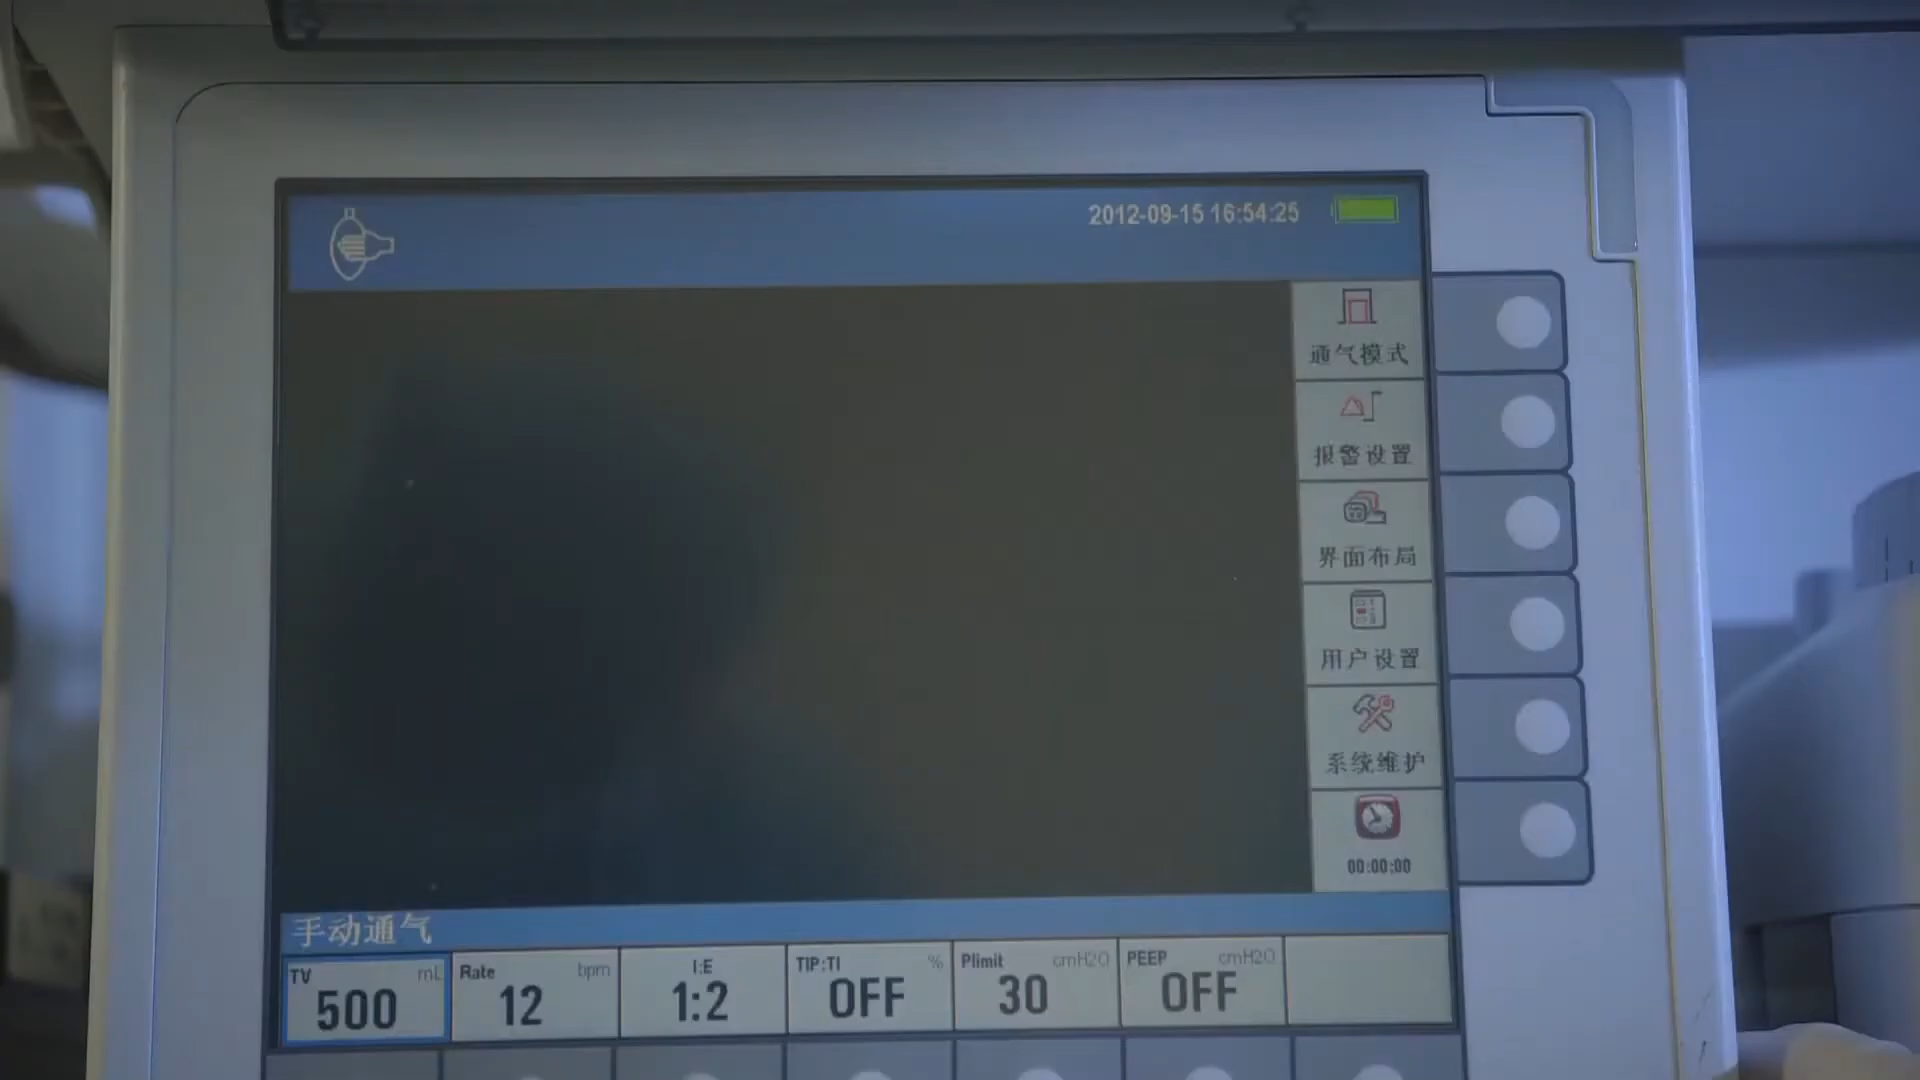 2012-09-15 16:54:25
通气模式
报警设置
界面布局
用户设置
系统维护
00:00:00
手动通气
TV mL
500
Rate bpm
12
I:E
1:2
TIP:TI %
OFF
Plimit cmH2O
30
PEEP cmH2O
OFF